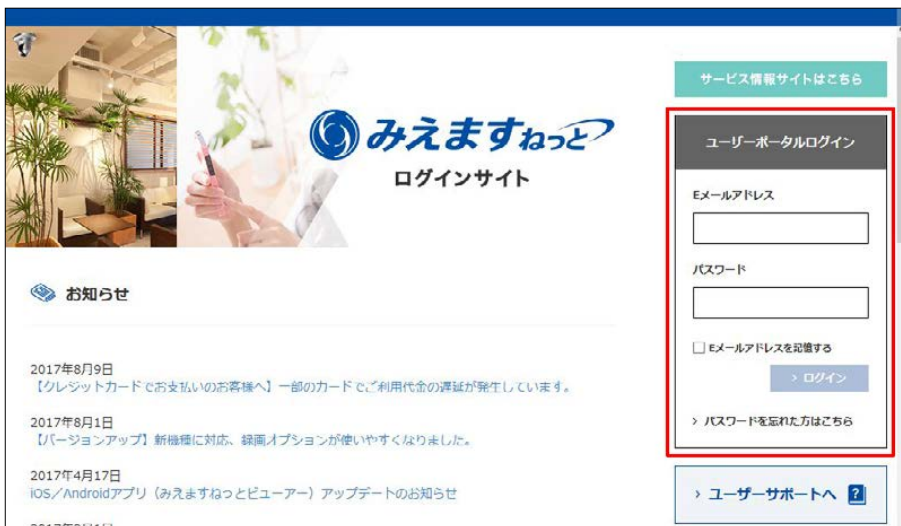 みえますねっと
ログインサイト
お知らせ
2017年8月9日
【クレジットカードでお支払いのお客様へ】一部のカードでご利用代金の遅延が発生しています。
2017年8月1日
【バージョンアップ】新機種に対応、録画オプションが使いやすくなりました。
2017年4月17日
iOS／Androidアプリ（みえますねっとビューアー）アップデートのお知らせ
サービス情報サイトはこちら
ユーザーポータルログイン
Eメールアドレス
パスワード
Eメールアドレスを記憶する
› ログイン
› パスワードを忘れた方はこちら
› ユーザーサポートへ ?